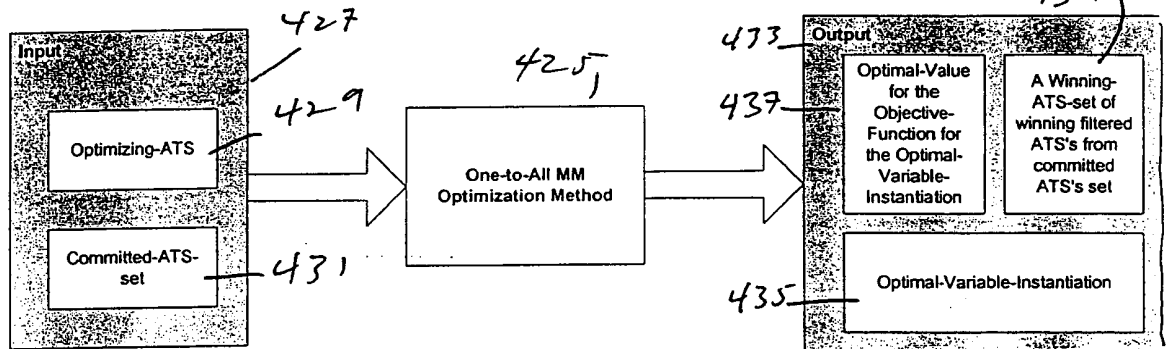 427
Input
429
Optimizing-ATS
Committed-ATS-
set
431
425
One-to-All MM
Optimization Method
433
Output
437
Optimal-Value
for the
Objective-
Function for
the Optimal-
Variable-
Instantiation
A Winning-
ATS-set of
winning filtered
ATS's from
committed
ATS's set
435
Optimal-Variable-Instantiation